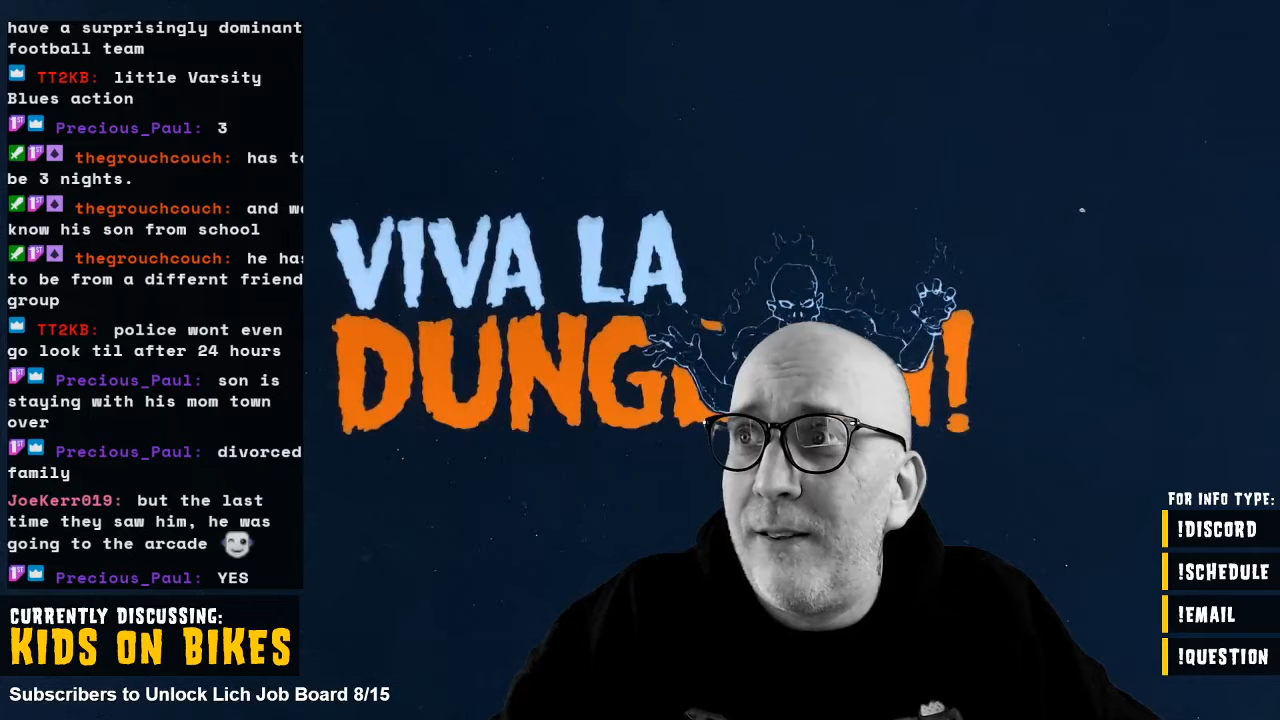 have a surprisingly dominant
football team
TT2KB: little Varsity
Blues action
Precious_Paul: 3
thegrouchcouch: has to
be 3 nights.
thegrouchcouch: and we
know his son from school
thegrouchcouch: he has
to be from a differnt friend
group
TT2KB: police wont even
go look til after 24 hours
Precious_Paul: son is
staying with his mom town
over
Precious_Paul: divorced
family
JoeKerr019: but the last
time they saw him, he was
going to the arcade
Precious_Paul: YES
CURRENTLY DISCUSSING:
KIDS ON BIKES
Subscribers to Unlock Lich Job Board 8/15
VIVA LA
DUNG
!
FOR INFO TYPE:
!DISCORD
!SCHEDULE
!EMAIL
!QUESTION